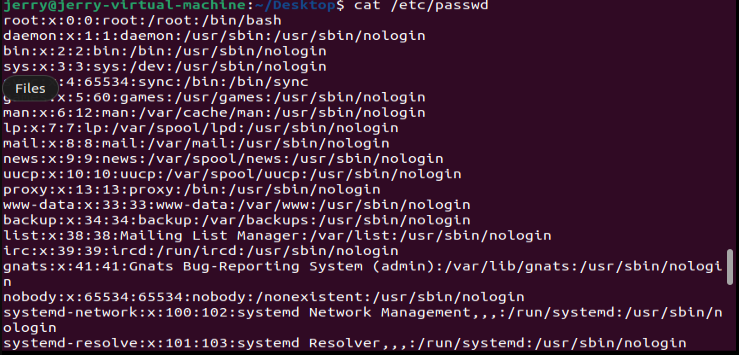 jerry@jerry-virtual-machine:~/Desktop$ cat /etc/passwd
root:x:0:0:root:/root:/bin/bash
daemon:x:1:1:daemon:/usr/sbin:/usr/sbin/nologin
bin:x:2:2:bin:/bin:/usr/sbin/nologin
sys:x:3:3:sys:/dev:/usr/sbin/nologin
:4:65534:sync:/bin:/bin/sync
Files
:x:5:60:games:/usr/games:/usr/sbin/nologin
man:x:6:12:man:/var/cache/man:/usr/sbin/nologin
lp:x:7:7:lp:/var/spool/lpd:/usr/sbin/nologin
mail:x:8:8:mail:/var/mail:/usr/sbin/nologin
news:x:9:9:news:/var/spool/news:/usr/sbin/nologin
uucp:x:10:10:uucp:/var/spool/uucp:/usr/sbin/nologin
proxy:x:13:13:proxy:/bin:/usr/sbin/nologin
www-data:x:33:33:www-data:/var/www:/usr/sbin/nologin
backup:x:34:34:backup:/var/backups:/usr/sbin/nologin
list:x:38:38:Mailing List Manager:/var/list:/usr/sbin/nologin
irc:x:39:39:ircd:/run/ircd:/usr/sbin/nologin
gnats:x:41:41:Gnats Bug-Reporting System (admin):/var/lib/gnats:/usr/sbin/nologi
n
nobody:x:65534:65534:nobody:/nonexistent:/usr/sbin/nologin
systemd-network:x:100:102:systemd Network Management,,,:/run/systemd:/usr/sbin/n
ologin
systemd-resolve:x:101:103:systemd Resolver,,,:/run/systemd:/usr/sbin/nologin